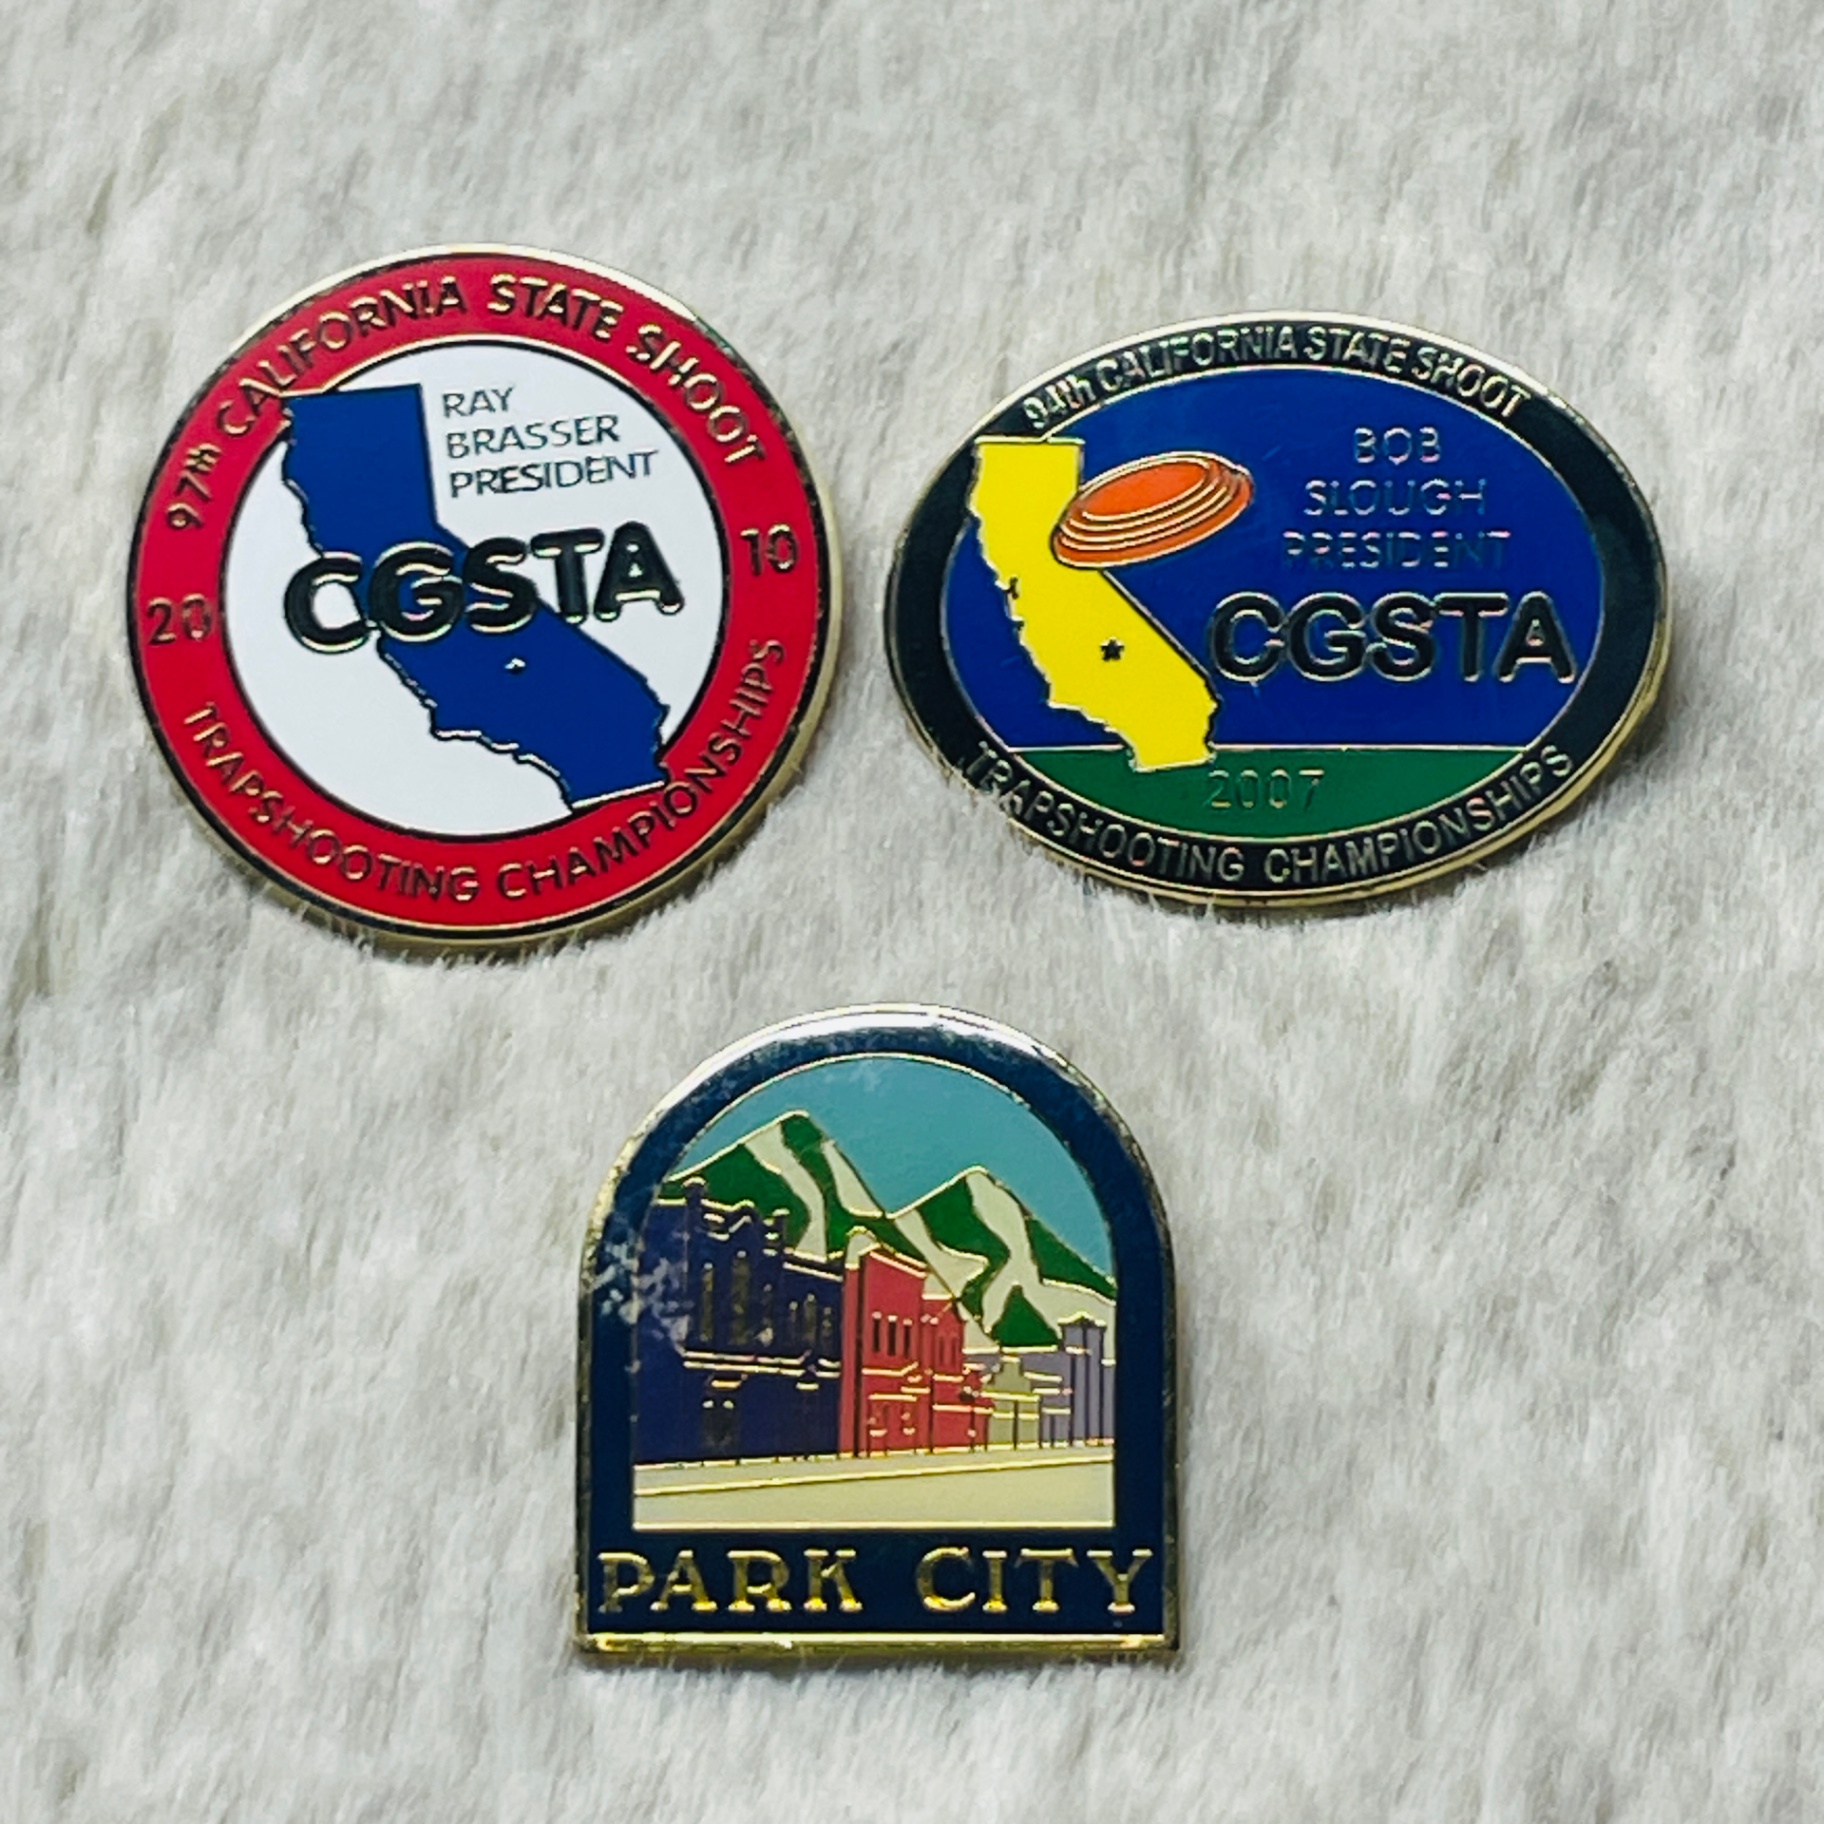 97th CALIFORNIA STATE SHOOT
RAY
BRASSER
PRESIDENT
CGSTA
20 10
TRAPSHOOTING CHAMPIONSHIPS
94th CALIFORNIA STATE SHOOT
BOB
SLOUGH
PRESIDENT
CGSTA
2007
TRAPSHOOTING CHAMPIONSHIPS
PARK CITY